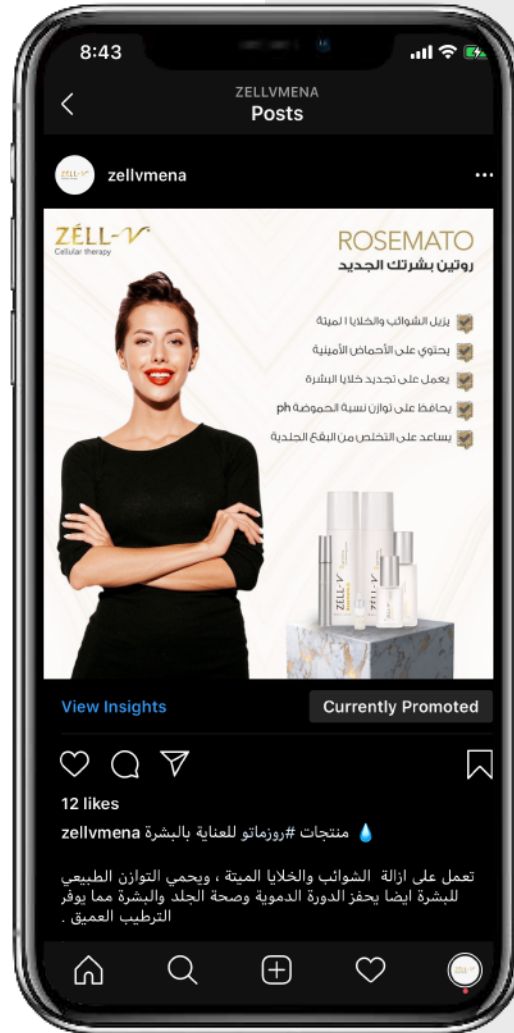 8:43
ZELLVMENA
Posts
zellvmena
ZÉLL-V
Cellular therapy
ROSEMATO
روتين بشرتك الجديد
يزيل الشوائب والخلايا الميتة
يحتوي على الأحماض الأمينية
يعمل على تجديد خلايا البشرة
يحافظ على توازن نسبة الحموضة ph
يساعد على التخلص من البقع الجلدية
ZELL-V
ZELL-V
View Insights
Currently Promoted
12 likes
zellvmena منتجات #روزماتو للعناية بالبشرة 💧
تعمل على ازالة الشوائب والخلايا الميتة ، ويحمي التوازن الطبيعي
للبشرة ايضا يحفز الدورة الدموية وصحة الجلد والبشرة مما يوفر
الترطيب العميق .